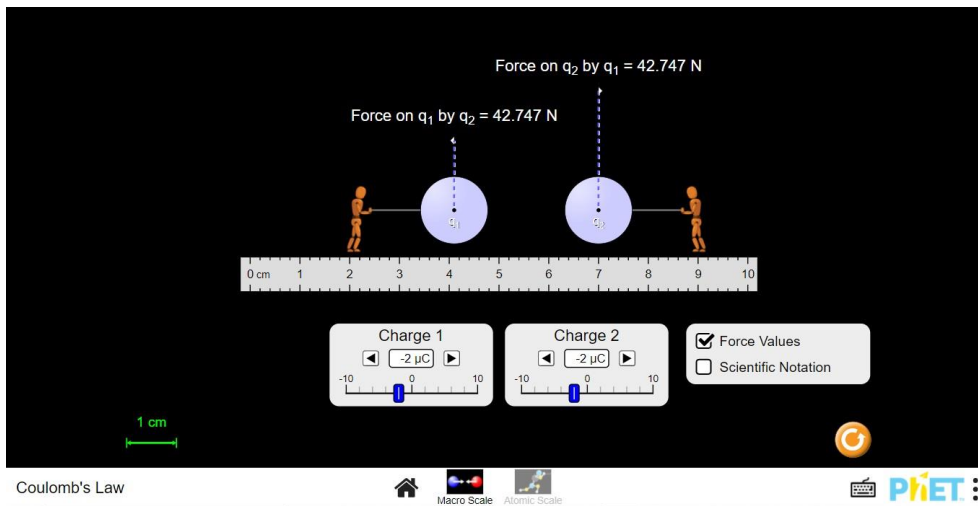 Force on q₂ by q₁ = 42.747 N
Force on q₁ by q₂ = 42.747 N
q₁
q₂
0 cm 1 2 3 4 5 6 7 8 9 10
Charge 1
-2 µC
-10 0 10
Charge 2
-2 µC
-10 0 10
Force Values
Scientific Notation
1 cm
Coulomb's Law
Macro Scale
Atomic Scale
PhET